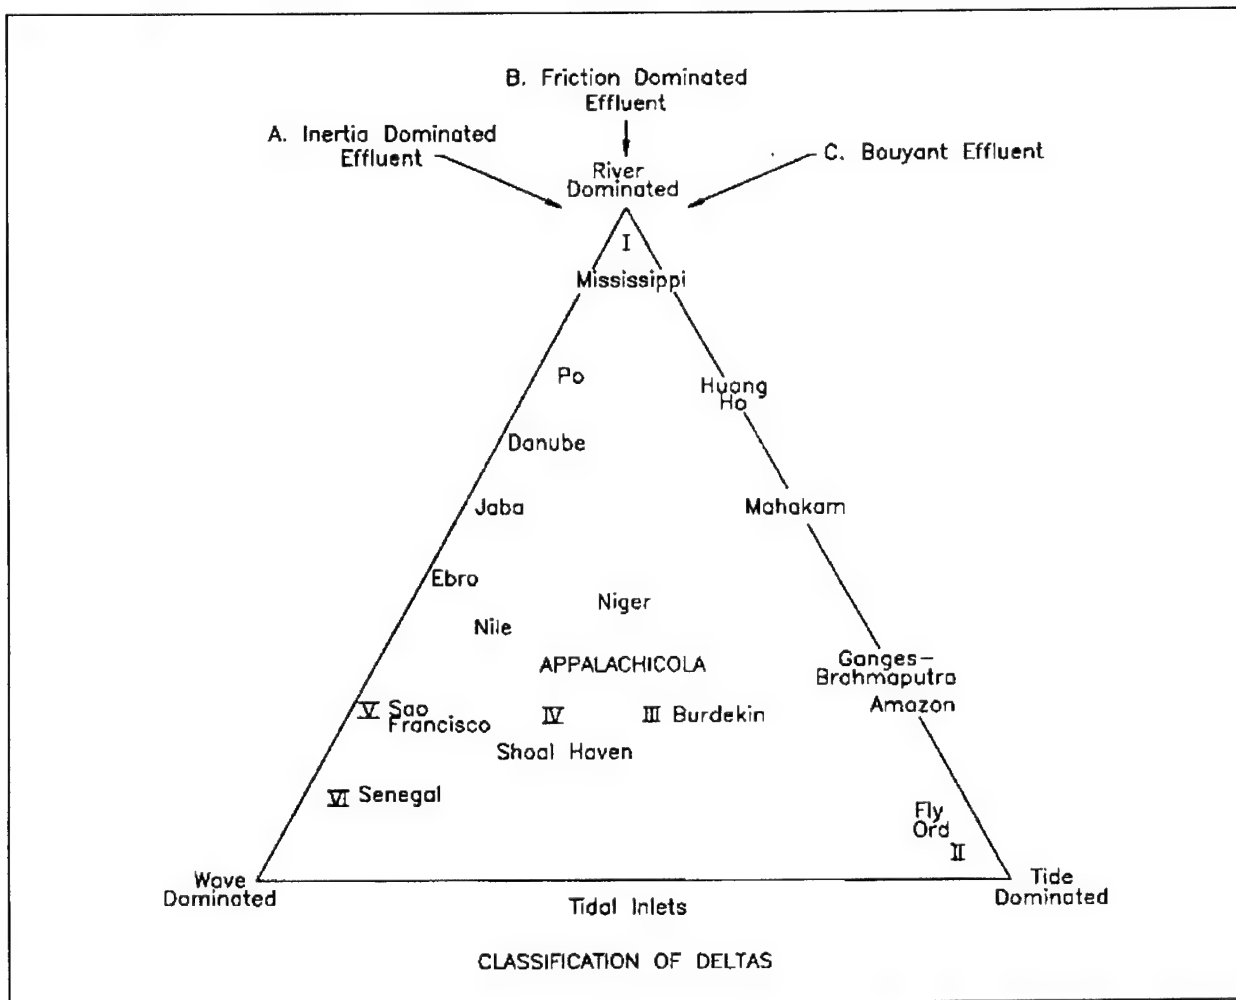 B. Friction Dominated
Effluent
A. Inertia Dominated
Effluent
C. Bouyant Effluent
River
Dominated
I
Mississippi
Po
Huang
Ho
Danube
Jaba
Mahakam
Ebro
Niger
Nile
APPALACHICOLA
Ganges-
Brahmaputra
Amazon
V Sao
Francisco
IV
III Burdekin
Shoal Haven
VI Senegal
Fly
Ord
II
Wave
Dominated
Tide
Dominated
Tidal Inlets
CLASSIFICATION OF DELTAS